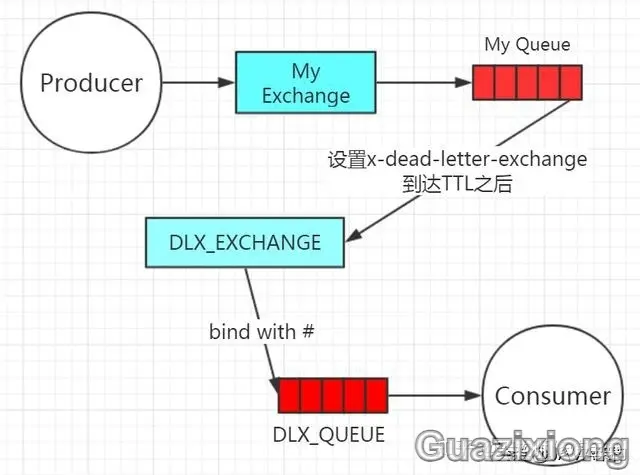 Producer
My
Exchange
My Queue
设置x-dead-letter-exchange
到达TTL之后
DLX_EXCHANGE
bind with #
DLX_QUEUE
Consumer
Guazixiong